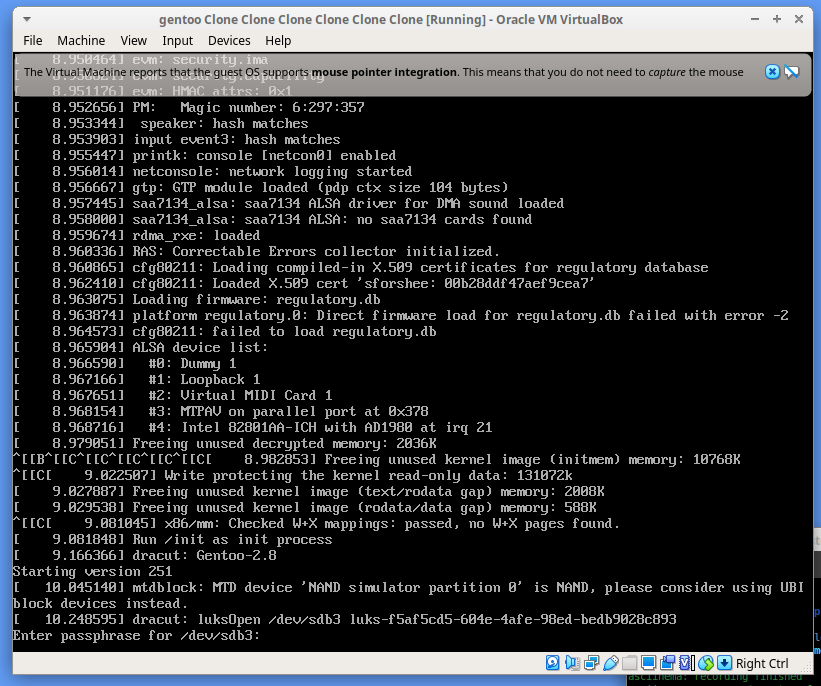 gentoo Clone Clone Clone Clone Clone Clone [Running] - Oracle VM VirtualBox
File Machine View Input Devices Help
[ 8.950464] evm: security.ima
The Virtual Machine reports that the guest OS supports mouse pointer integration. This means that you do not need to capture the mouse
[ 8.951176] evm: HMAC attrs: 0x1
[ 8.952656] PM: Magic number: 6:297:357
[ 8.953344] speaker: hash matches
[ 8.953903] input event3: hash matches
[ 8.955447] printk: console [netcon0] enabled
[ 8.956014] netconsole: network logging started
[ 8.956667] gtp: GTP module loaded (pdp ctx size 104 bytes)
[ 8.957445] saa7134_alsa: saa7134 ALSA driver for DMA sound loaded
[ 8.958000] saa7134_alsa: saa7134 ALSA: no saa7134 cards found
[ 8.959674] rdma_rxe: loaded
[ 8.960336] RAS: Correctable Errors collector initialized.
[ 8.960865] cfg80211: Loading compiled-in X.509 certificates for regulatory database
[ 8.962410] cfg80211: Loaded X.509 cert 'sforshee: 00b28ddf47aef9cea7'
[ 8.963075] Loading firmware: regulatory.db
[ 8.963874] platform regulatory.0: Direct firmware load for regulatory.db failed with error -2
[ 8.964573] cfg80211: failed to load regulatory.db
[ 8.965904] ALSA device list:
[ 8.966590] #0: Dummy 1
[ 8.967166] #1: Loopback 1
[ 8.967651] #2: Virtual MIDI Card 1
[ 8.968154] #3: MTPAV on parallel port at 0x378
[ 8.968716] #4: Intel 82801AA-ICH with AD1980 at irq 21
[ 8.979051] Freeing unused decrypted memory: 2036K
^[[B^[[C^[[C^[[C^[[C^[[C[ 8.982853] Freeing unused kernel image (initmem) memory: 10768K
^[[C[ 9.022507] Write protecting the kernel read-only data: 131072k
[ 9.027887] Freeing unused kernel image (text/rodata gap) memory: 2008K
[ 9.029538] Freeing unused kernel image (rodata/data gap) memory: 588K
^[[C[ 9.081045] x86/mm: Checked W+X mappings: passed, no W+X pages found.
[ 9.081848] Run /init as init process
[ 9.166366] dracut: Gentoo-2.8
Starting version 251
[ 10.045140] mtdblock: MTD device 'NAND simulator partition 0' is NAND, please consider using UBI
block devices instead.
[ 10.248595] dracut: luksOpen /dev/sdb3 luks-f5af5cd5-604e-4afe-98ed-bedb9028c893
Enter passphrase for /dev/sdb3:
Right Ctrl
asciinema: recording finished